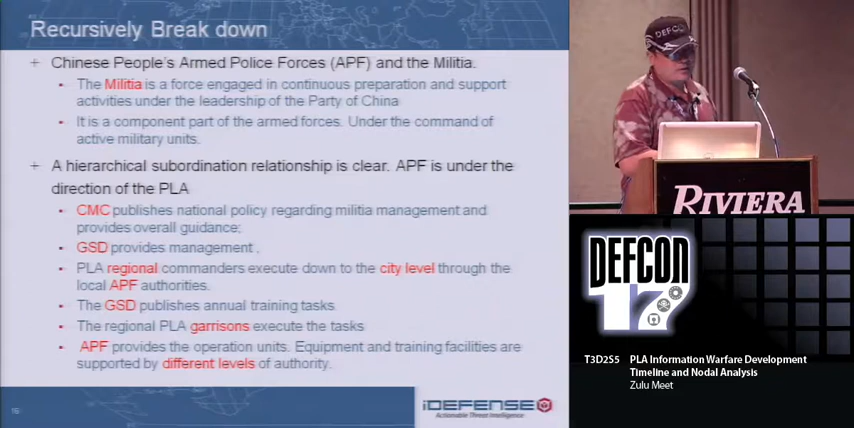 Recursively Break down
+ Chinese People's Armed Police Forces (APF) and the Militia.
- The Militia is a force engaged in continuous preparation and support
activities under the leadership of the Party of China
- It is a component part of the armed forces. Under the command of
active military units.
+ A hierarchical subordination relationship is clear. APF is under the
direction of the PLA
- CMC publishes national policy regarding militia management and
provides overall guidance;
- GSD provides management .
- PLA regional commanders execute down to the city level through the
local APF authorities.
- The GSD publishes annual training tasks.
- The regional PLA garrisons execute the tasks
- APF provides the operation units. Equipment and training facilities are
supported by different levels of authority.
iDEFENSE
Actionable Threat Intelligence
DEFCON
RIVIERA
DEFCON
17
T3D2S5 PLA Information Warfare Development
Timeline and Nodal Analysis
Zulu Meet